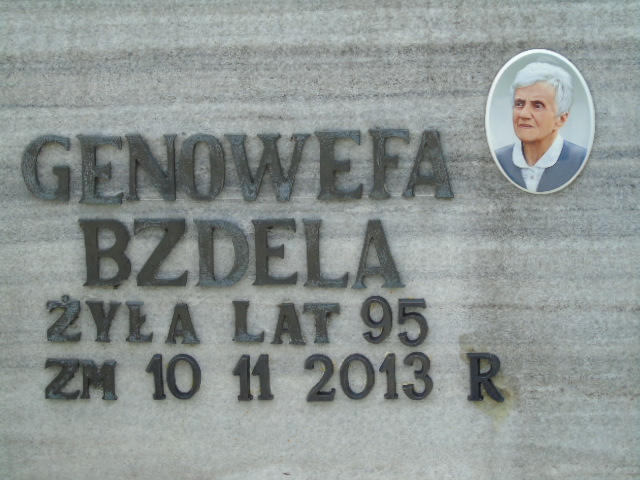 GENOWEFA
BZDELA
ŻYŁA LAT 95
ZM 10 11 2013 R